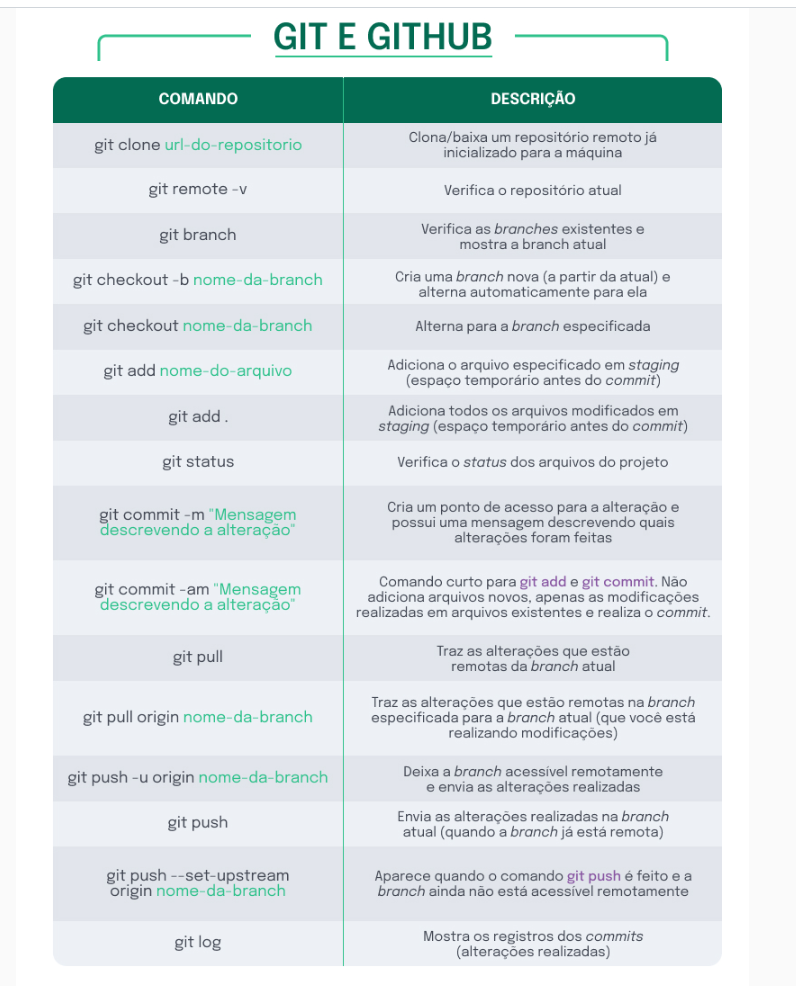 GIT E GITHUB
COMANDO
DESCRIÇÃO
git clone url-do-repositorio
Clona/baixa um repositório remoto já
inicializado para a máquina
git remote -v
Verifica o repositório atual
git branch
Verifica as branches existentes e
mostra a branch atual
git checkout -b nome-da-branch
Cria uma branch nova (a partir da atual) e
alterna automaticamente para ela
git checkout nome-da-branch
Alterna para a branch especificada
git add nome-do-arquivo
Adiciona o arquivo especificado em staging
(espaço temporário antes do commit)
git add .
Adiciona todos os arquivos modificados em
staging (espaço temporário antes do commit)
git status
Verifica o status dos arquivos do projeto
git commit -m "Mensagem
descrevendo a alteração"
Cria um ponto de acesso para a alteração e
possui uma mensagem descrevendo quais
alterações foram feitas
git commit -am "Mensagem
descrevendo a alteração"
Comando curto para git add e git commit. Não
adiciona arquivos novos, apenas as modificações
realizadas em arquivos existentes e realiza o commit.
git pull
Traz as alterações que estão
remotas da branch atual
git pull origin nome-da-branch
Traz as alterações que estão remotas na branch
especificada para a branch atual (que você está
realizando modificações)
git push -u origin nome-da-branch
Deixa a branch acessível remotamente
e envia as alterações realizadas
git push
Envia as alterações realizadas na branch
atual (quando a branch já está remota)
git push --set-upstream
origin nome-da-branch
Aparece quando o comando git push é feito e a
branch ainda não está acessível remotamente
git log
Mostra os registros dos commits
(alterações realizadas)